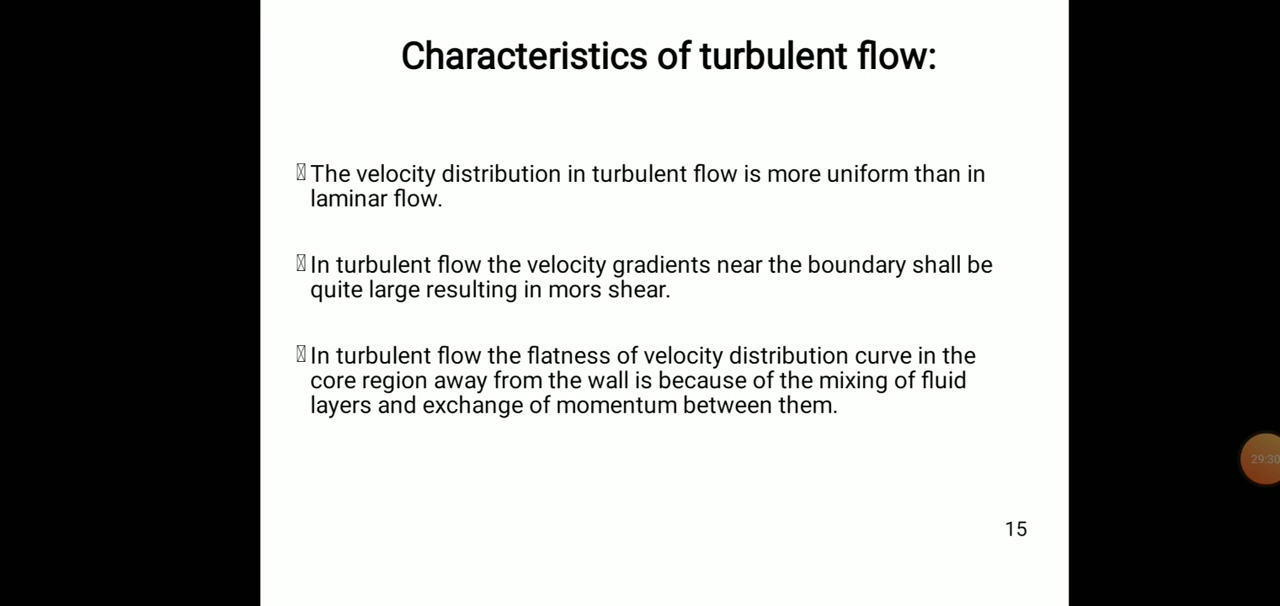 Characteristics of turbulent flow:
The velocity distribution in turbulent flow is more uniform than in
laminar flow.
In turbulent flow the velocity gradients near the boundary shall be
quite large resulting in mors shear.
In turbulent flow the flatness of velocity distribution curve in the
core region away from the wall is because of the mixing of fluid
layers and exchange of momentum between them.
29:30
15